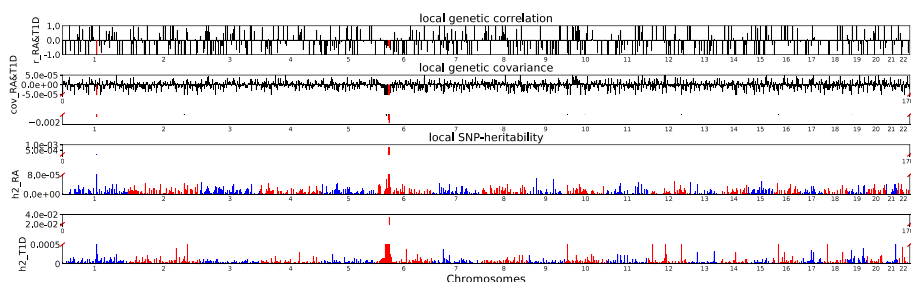 local genetic correlation
r_RA&T1D
1.0
0.0
-1.0
1 2 3 4 5 6 7 8 9 10 11 12 13 14 15 16 17 18 19 20 21 22
local genetic covariance
cov_RA&T1D
5.0e-05
0.0e+00
-5.0e-05
0 170
-0.002
1 2 3 4 5 6 7 8 9 10 11 12 13 14 15 16 17 18 19 20 21 22
local SNP-heritability
1.0e-03
5.0e-04
0 170
h2_RA
8.0e-05
0.0e+00
1 2 3 4 5 6 7 8 9 10 11 12 13 14 15 16 17 18 19 20 21 22
4.0e-02
2.0e-02
0 170
h2_T1D
0.0005
0
1 2 3 4 5 6 7 8 9 10 11 12 13 14 15 16 17 18 19 20 21 22
Chromosomes